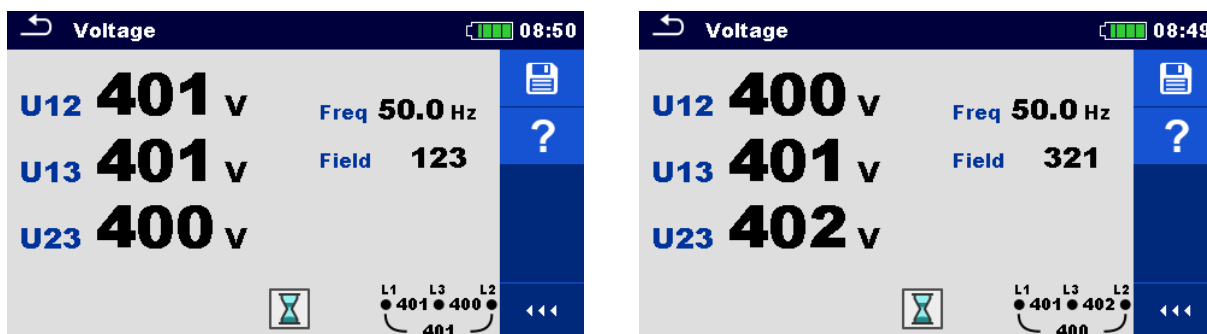 Voltage 08:50
U12 401 V Freq 50.0 Hz
?
U13 401 V Field 123
U23 400 V
L1 L3 L2
401 400
401
Voltage 08:49
U12 400 V Freq 50.0 Hz
?
U13 401 V Field 321
U23 402 V
L1 L3 L2
401 402
400